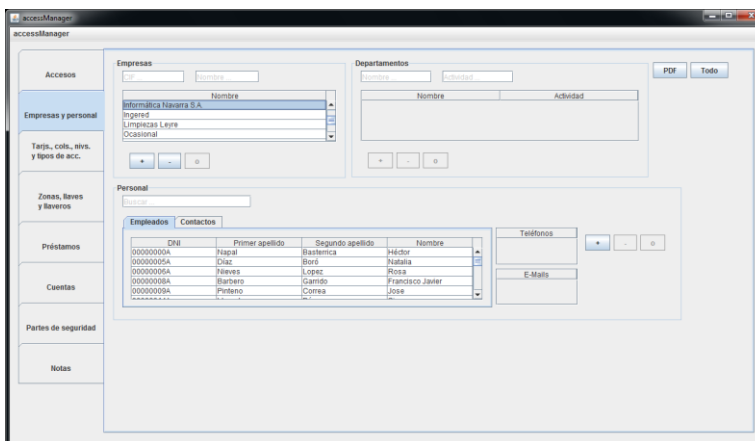 accessManager
accessManager
Accesos
Empresas y personal
Tarjs., cols., nivs.
y tipos de acc.
Zonas, llaves
y llaveros
Préstamos
Cuentas
Partes de seguridad
Notas
Empresas
CIF...
Nombre...
Nombre
Informática Navarra S.A.
Ingered
Limpiezas Leyre
Ocasional
+ - o
Departamentos
Nombre...
Actividad...
Nombre Actividad
+ - o
PDF Todo
Personal
Buscar...
Empleados Contactos
DNI Primer apellido Segundo apellido Nombre
00000000A Napal Basterrica Héctor
00000005A Díaz Boró Natalia
00000006A Nieves Lopez Rosa
00000008A Barbero Garrido Francisco Javier
00000009A Pinteno Correa Jose
Teléfonos
E-Mails
+ - o